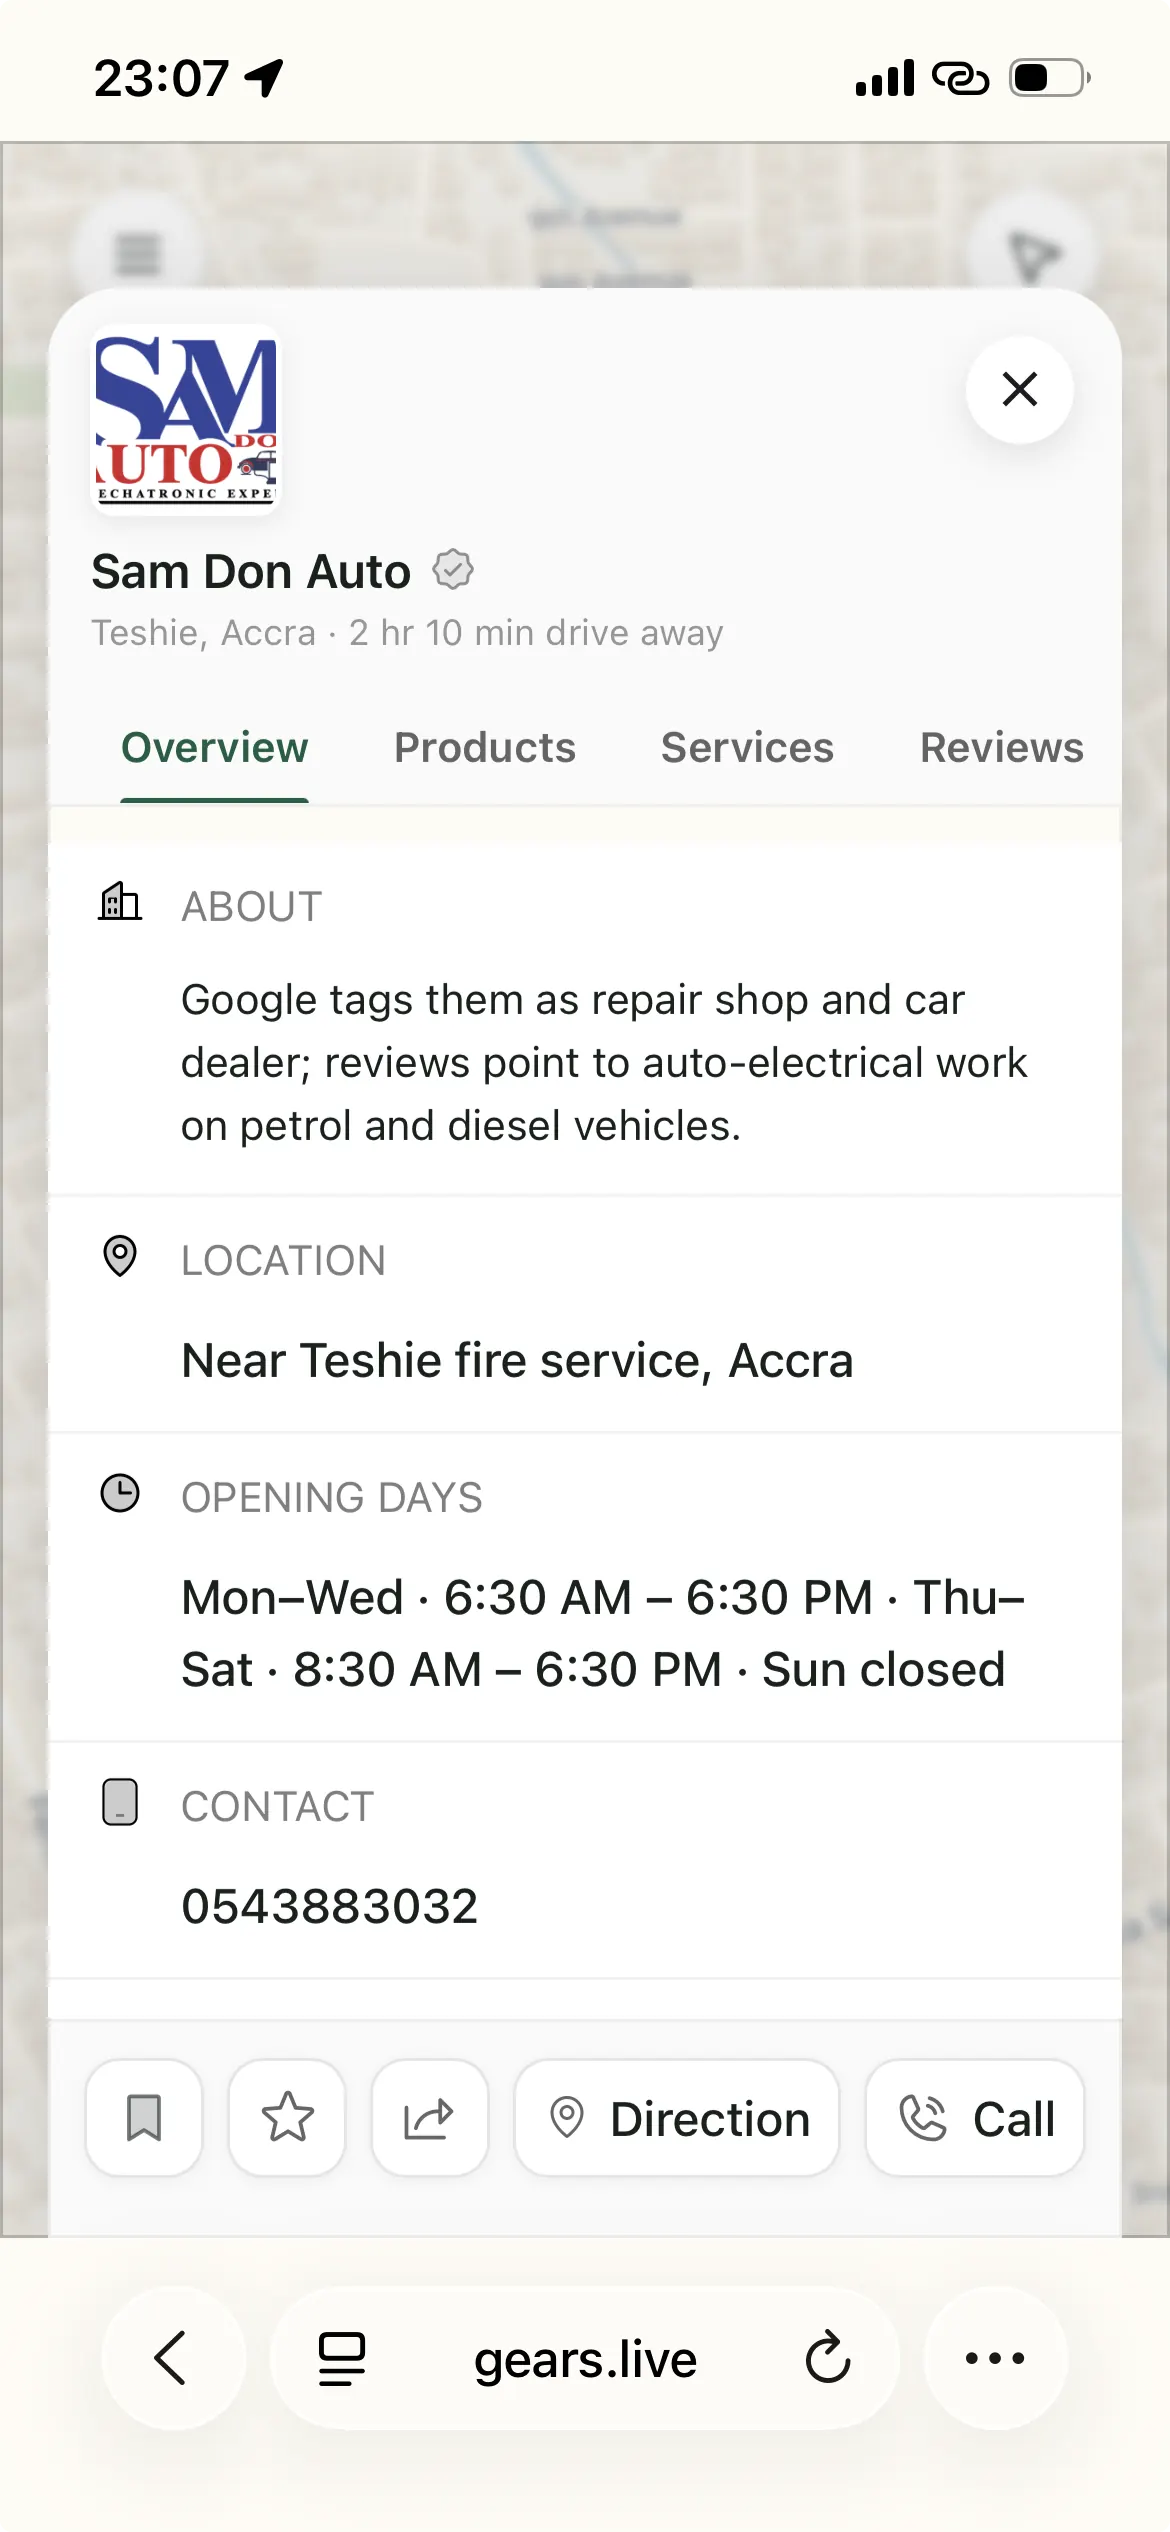 23:07
SAM
DO
AUTO
ECHATRONIC EXPE
Sam Don Auto
Teshie, Accra · 2 hr 10 min drive away
Overview Products Services Reviews
ABOUT
Google tags them as repair shop and car
dealer; reviews point to auto-electrical work
on petrol and diesel vehicles.
LOCATION
Near Teshie fire service, Accra
OPENING DAYS
Mon–Wed · 6:30 AM – 6:30 PM · Thu–
Sat · 8:30 AM – 6:30 PM · Sun closed
CONTACT
0543883032
Direction Call
gears.live